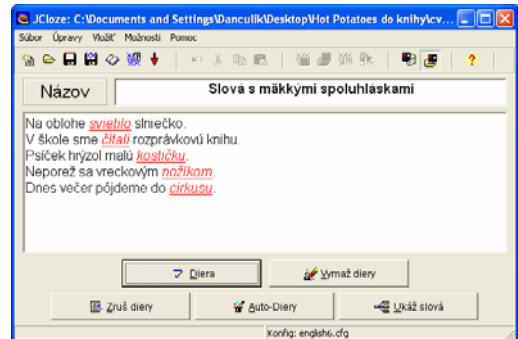 JCloze: C:\Documents and Settings\Danculik\Desktop\Hot Potatoes do knihy\cv...
Súbor Úpravy Vložiť Možnosti Pomoc
Názov Slová s mäkkými spoluhláskami
Na oblohe svietilo slniečko.
V škole sme čítali rozprávkovú knihu.
Psíček hrýzol malú kostičku.
Neporež sa vreckovým nožíkom.
Dnes večer pôjdeme do cirkusu.
Diera Vymaž diery
Zruš diery Auto-Diery Ukáž slová
Konfig: english6.cfg